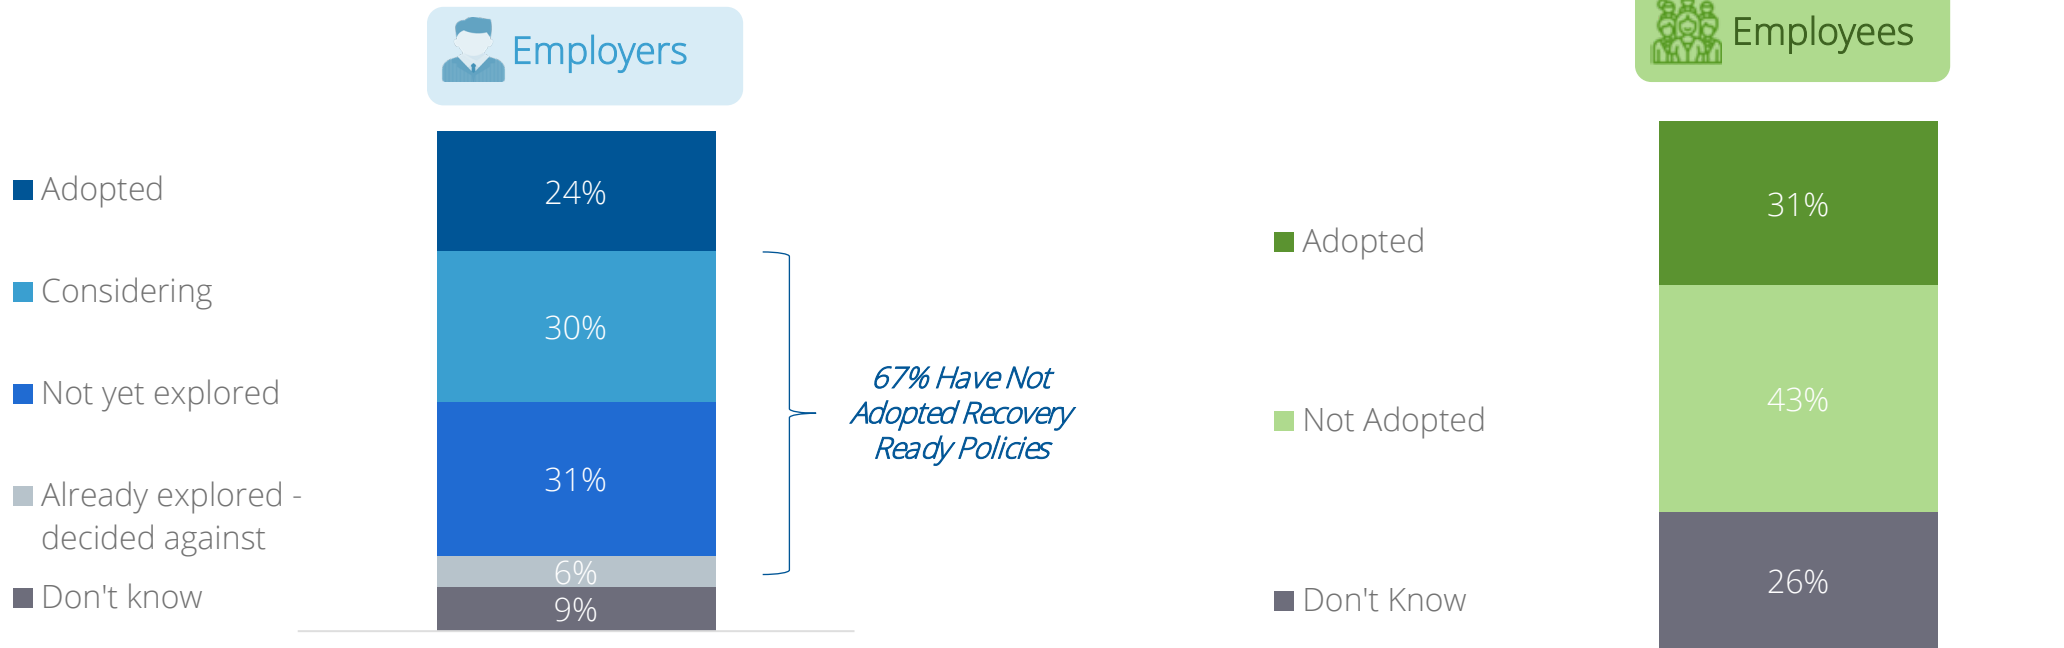 Employers
Adopted
Considering
Not yet explored
Already explored -
decided against
Don't know
24%
30%
31%
6%
9%
67% Have Not
Adopted Recovery
Ready Policies
Employees
Adopted
Not Adopted
Don't Know
31%
43%
26%